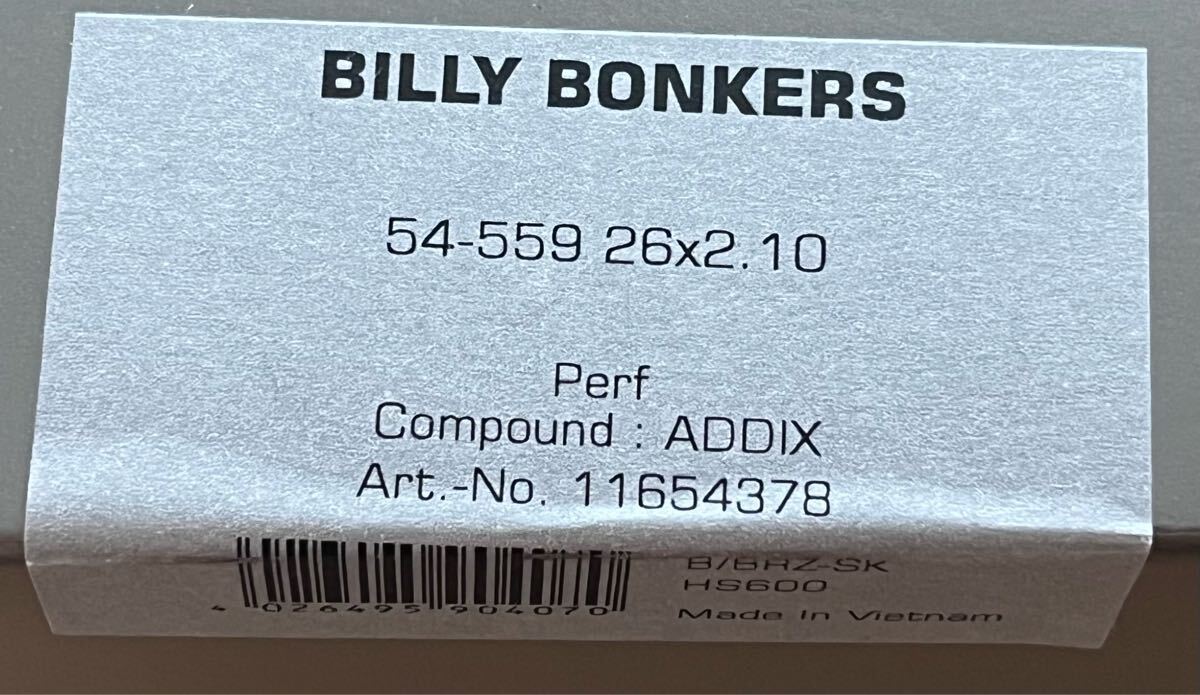 BILLY BONKERS
54-559 26x2.10
Perf
Compound : ADDIX
Art.-No. 11654378
B/BRZ-SK
HS600
Made in Vietnam
4 026495 904070